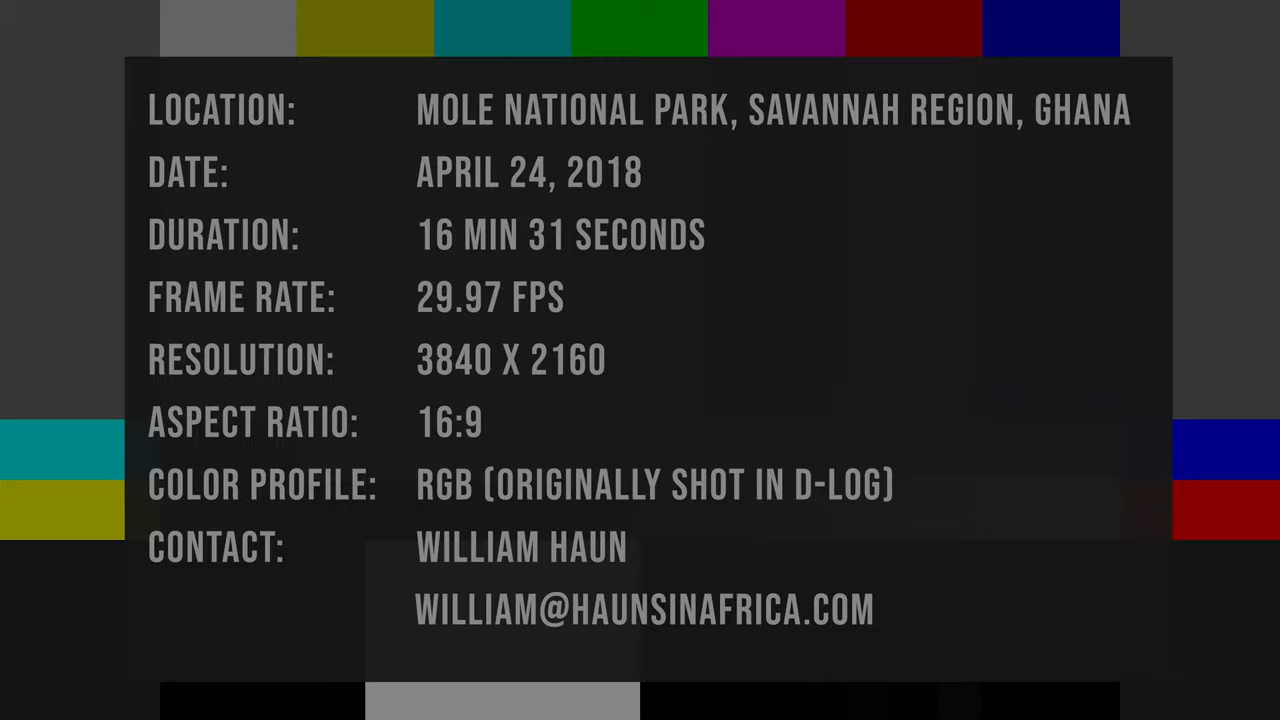 LOCATION: MOLE NATIONAL PARK, SAVANNAH REGION, GHANA
DATE: APRIL 24, 2018
DURATION: 16 MIN 31 SECONDS
FRAME RATE: 29.97 FPS
RESOLUTION: 3840 X 2160
ASPECT RATIO: 16:9
COLOR PROFILE: RGB (ORIGINALLY SHOT IN D-LOG)
CONTACT: WILLIAM HAUN
WILLIAM@HAUNSINAFRICA.COM